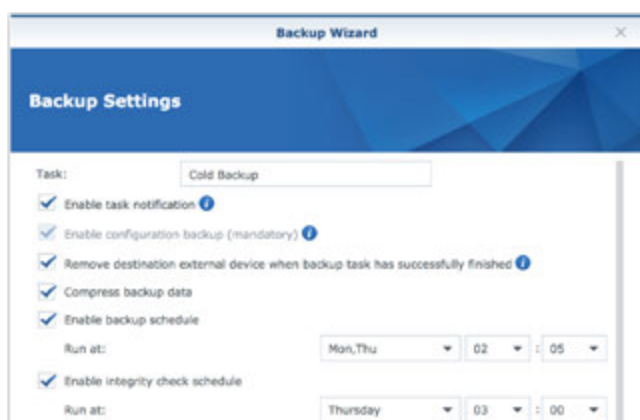 Backup Wizard
Backup Settings
Task: Cold Backup
Enable task notification
Enable configuration backup (mandatory)
Remove destination external device when backup task has successfully finished
Compress backup data
Enable backup schedule
Run at: Mon,Thu 02 : 05
Enable integrity check schedule
Run at: Thursday 03 : 00